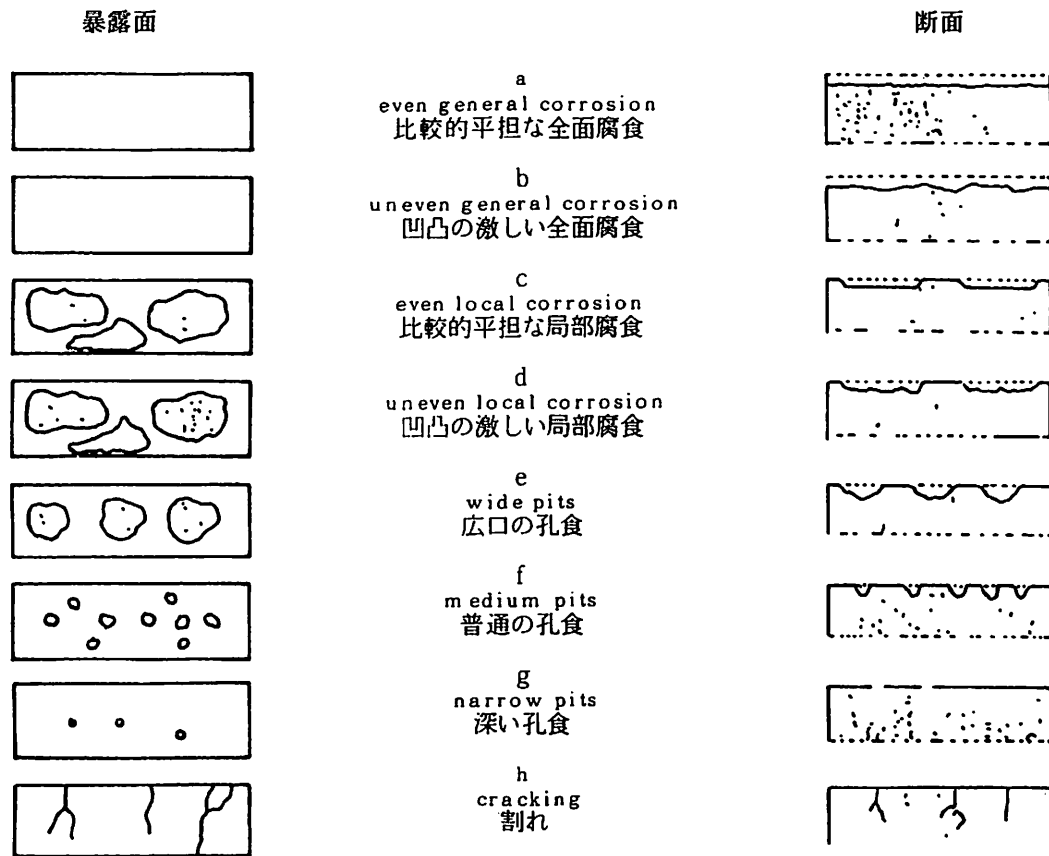 暴露面
断面
a
even general corrosion
比較的平担な全面腐食
b
uneven general corrosion
凹凸の激しい全面腐食
c
even local corrosion
比較的平担な局部腐食
d
uneven local corrosion
凹凸の激しい局部腐食
e
wide pits
広口の孔食
f
medium pits
普通の孔食
g
narrow pits
深い孔食
h
cracking
割れ